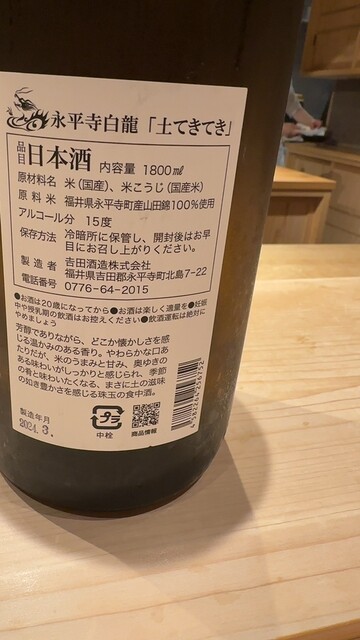 永平寺白龍「土てきてき」
品目 日本酒 内容量 1800ml
原材料名 米(国産)、米こうじ(国産米)
原料米 福井県永平寺町産山田錦100%使用
アルコール分 15度
保存方法 冷暗所に保管し、開封後はお早
目にお召し上がりください。
製造者 吉田酒造株式会社
福井県吉田郡永平寺町北島7-22
電話番号 0776-64-2015
●お酒は20歳になってから●お酒は楽しく適量を●妊娠
中や授乳期の飲酒はお控えください●飲酒運転は絶対に
やめましょう
芳醇でありながら、どこか懐かしさを感
じる温かみのある香り。やわらかな口あ
たりだが、米のうまみと甘み、奥ゆきの
ある味わいがしっかりと感じられ、季節
の肴と味わいたくなる、まさに土の滋味
の如き豊かさを感じる珠玉の食中酒。
製造年月
2024.3.
プラ
中栓
商品情報